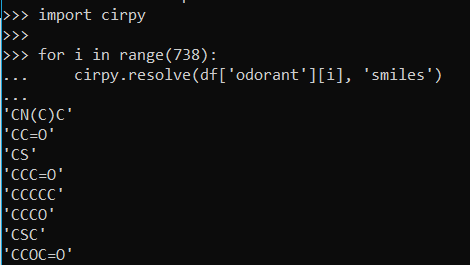 >>> import cirpy
>>>
>>> for i in range(738):
...     cirpy.resolve(df['odorant'][i], 'smiles')
...
'CN(C)C'
'CC=O'
'CS'
'CCC=O'
'CCCCC'
'CCCO'
'CSC'
'CCOC=O'